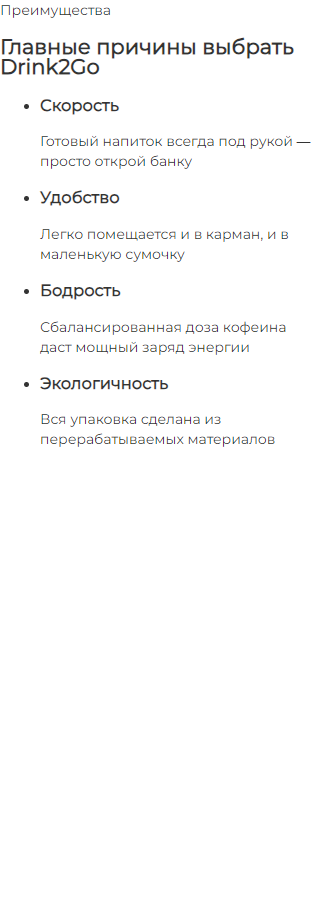 Преимущества
Главные причины выбрать
Drink2Go
Скорость
Готовый напиток всегда под рукой —
просто открой банку
Удобство
Легко помещается и в карман, и в
маленькую сумочку
Бодрость
Сбалансированная доза кофеина
даст мощный заряд энергии
Экологичность
Вся упаковка сделана из
перерабатываемых материалов